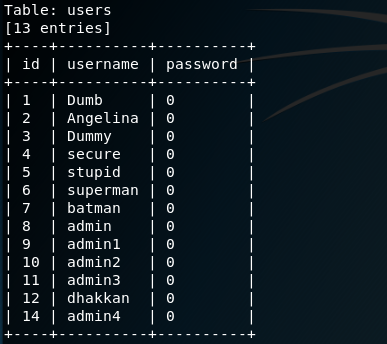 Table: users
[13 entries]
+----+----------+----------+
| id | username | password |
+----+----------+----------+
| 1  | Dumb     | 0        |
| 2  | Angelina | 0        |
| 3  | Dummy    | 0        |
| 4  | secure   | 0        |
| 5  | stupid   | 0        |
| 6  | superman | 0        |
| 7  | batman   | 0        |
| 8  | admin    | 0        |
| 9  | admin1   | 0        |
| 10 | admin2   | 0        |
| 11 | admin3   | 0        |
| 12 | dhakkan  | 0        |
| 14 | admin4   | 0        |
+----+----------+----------+